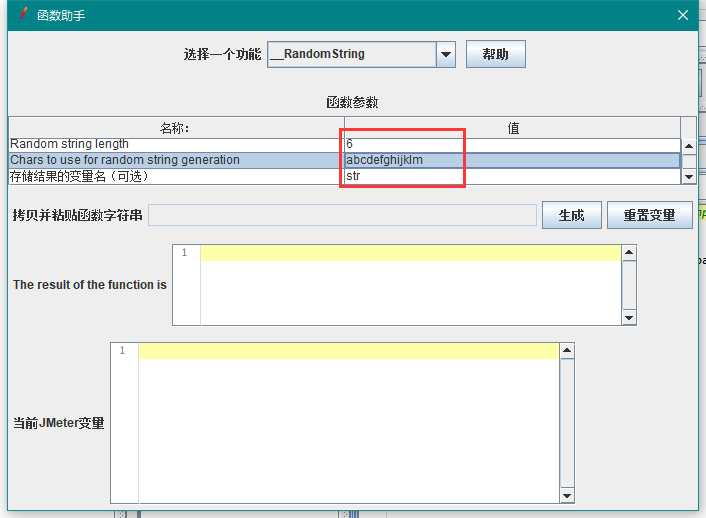 函数助手
选择一个功能 __RandomString 帮助
函数参数
名称: 值
Random string length 6
Chars to use for random string generation abcdefghijklm
存储结果的变量名（可选） str
拷贝并粘贴函数字符串 生成 重置变量
The result of the function is 1
当前JMeter变量 1